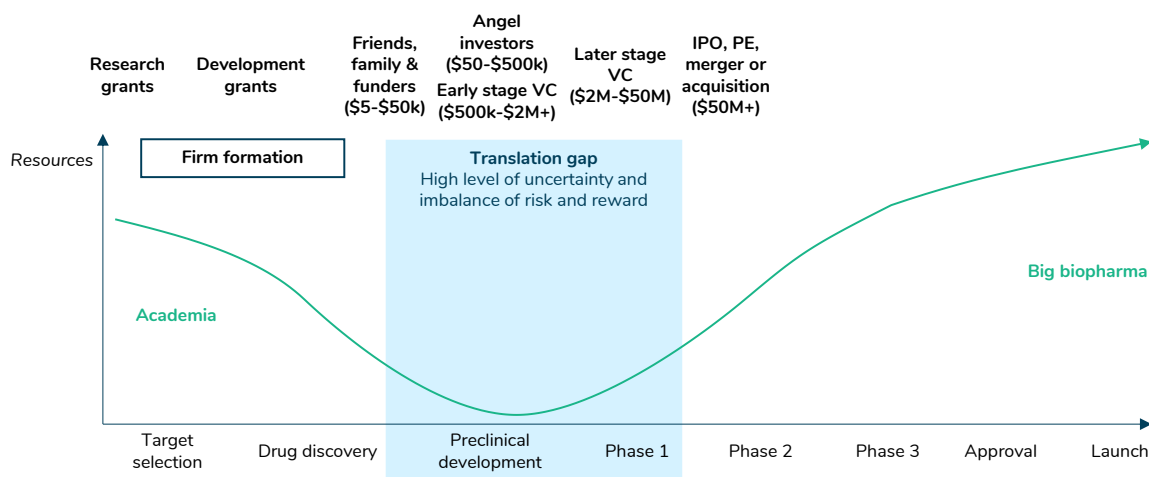 Research
grants
Development
grants
Friends,
family &
funders
($5-$50k)
Angel
investors
($50-$500k)
Early stage VC
($500k-$2M+)
Later stage
VC
($2M-$50M)
IPO, PE,
merger or
acquisition
($50M+)
Resources
Firm formation
Translation gap
High level of uncertainty and
imbalance of risk and reward
Academia
Big biopharma
Target
selection
Drug discovery
Preclinical
development
Phase 1
Phase 2
Phase 3
Approval
Launch